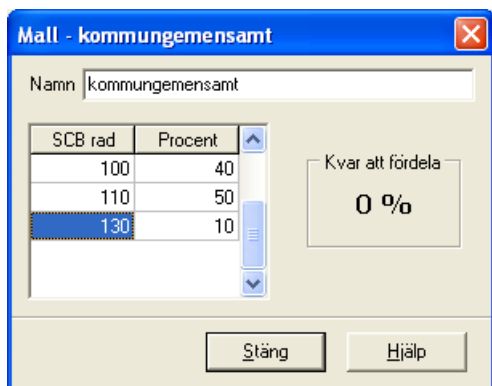 Mall - kommungemensamt
Namn kommungemensamt
SCB rad Procent
100 40
110 50
130 10
Kvar att fördela
0 %
Stäng Hjälp